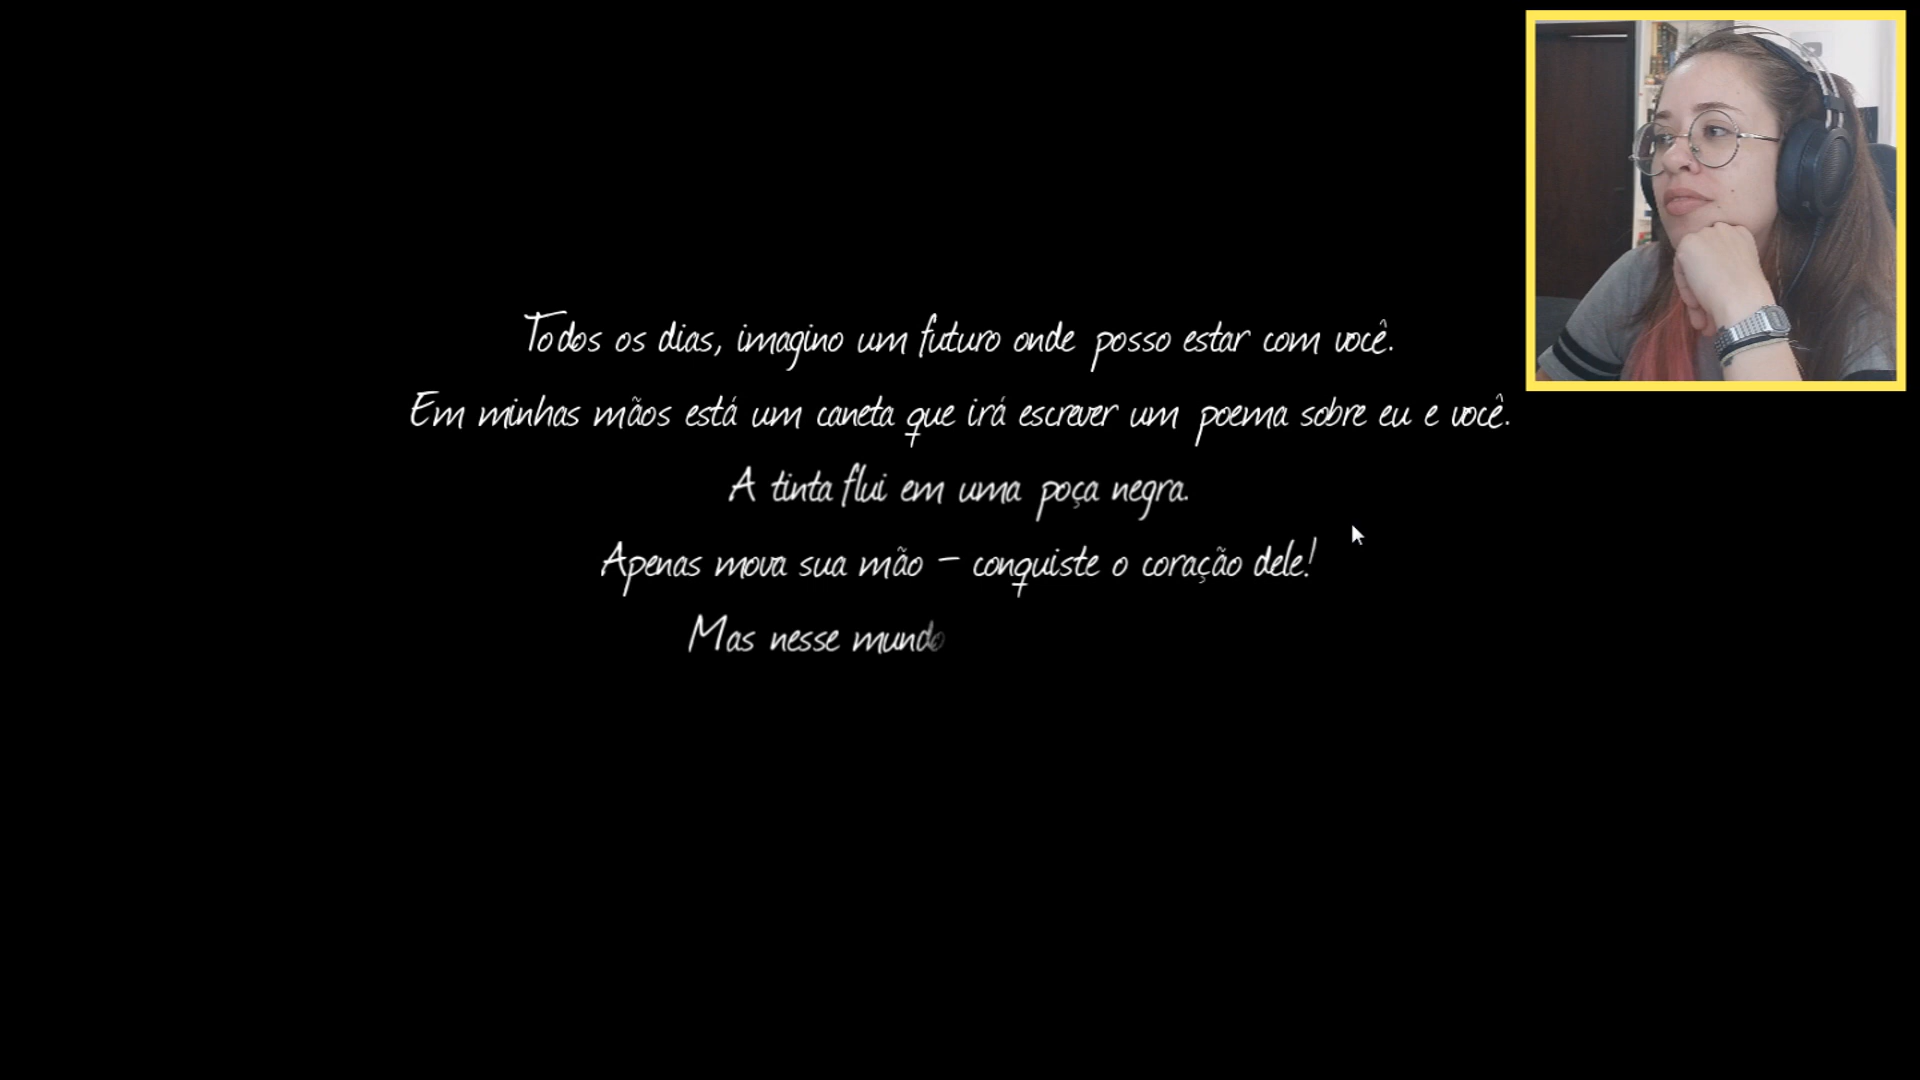 Todos os dias, imagino um futuro onde posso estar com você.
Em minhas mãos está um caneta que irá escrever um poema sobre eu e você.
A tinta flui em uma poça negra.
Apenas mova sua mão – conquiste o coração dele!
Mas nesse mundo